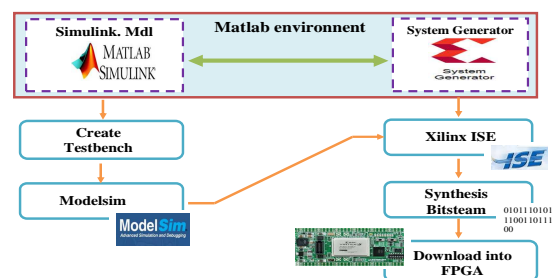 Matlab environment
Simulink. Mdl
MATLAB
SIMULINK®
System Generator
System
Generator
Create
Testbench
Modelsim
ModelSim
Advanced Simulation and Debugging
Xilinx ISE
ISE
Synthesis
Bitsteam
0101110101
1100110111
00
Download into
FPGA